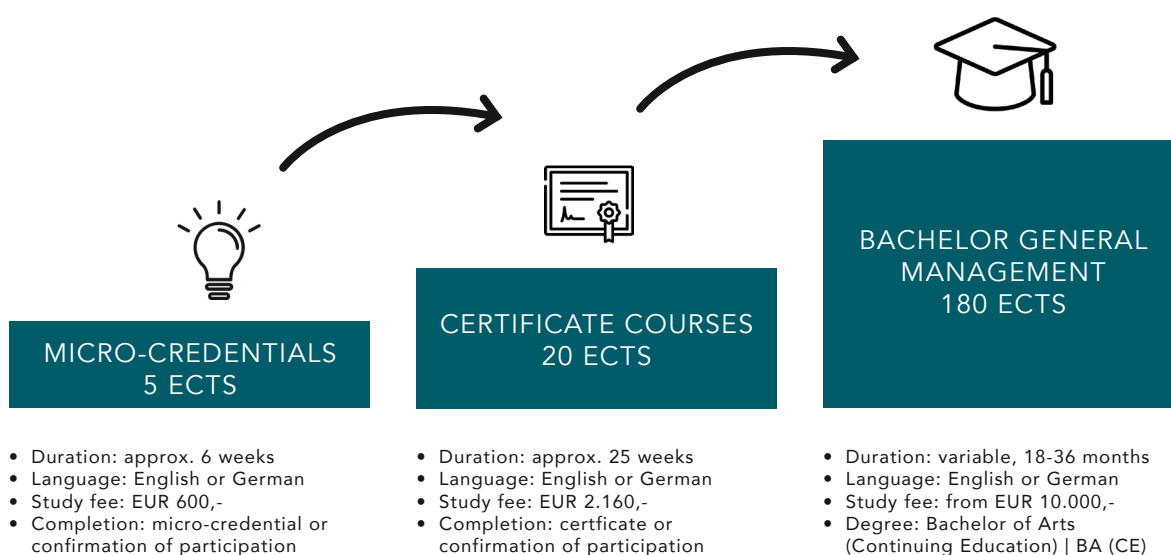 MICRO-CREDENTIALS
5 ECTS
• Duration: approx. 6 weeks
• Language: English or German
• Study fee: EUR 600,-
• Completion: micro-credential or
confirmation of participation
CERTIFICATE COURSES
20 ECTS
• Duration: approx. 25 weeks
• Language: English or German
• Study fee: EUR 2.160,-
• Completion: certficate or
confirmation of participation
BACHELOR GENERAL
MANAGEMENT
180 ECTS
• Duration: variable, 18-36 months
• Language: English or German
• Study fee: from EUR 10.000,-
• Degree: Bachelor of Arts
(Continuing Education) | BA (CE)